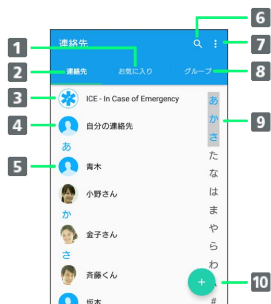 6
連絡先
7
1
2
連絡先
お気に入り
グループ
8
3
ICE - In Case of Emergency
4
自分の連絡先
あ
5
青木
小野さん
か
金子さん
さ
斉藤くん
坂本
あ
か
さ
9
た
な
は
ま
や
ら
わ
#
+
10